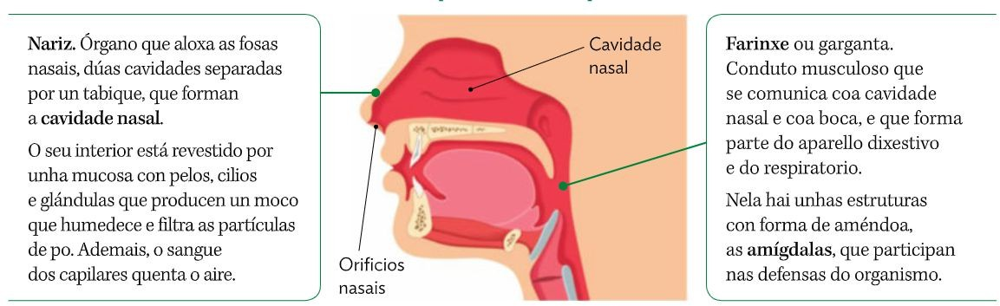 Nariz. Órgano que aloxa as fosas
nasais, dúas cavidades separadas
por un tabique, que forman
a cavidade nasal.
O seu interior está revestido por
unha mucosa con pelos, cilios
e glándulas que producen un moco
que humedece e filtra as partículas
de po. Ademais, o sangue
dos capilares quenta o aire.
Cavidade
nasal
Orificios
nasais
Farinxe ou garganta.
Conduto musculoso que
se comunica coa cavidade
nasal e coa boca, e que forma
parte do aparello dixestivo
e do respiratorio.
Nela hai unhas estruturas
con forma de améndoa,
as amígdalas, que participan
nas defensas do organismo.